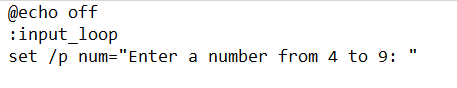 @echo off
:input_loop
set /p num="Enter a number from 4 to 9: "